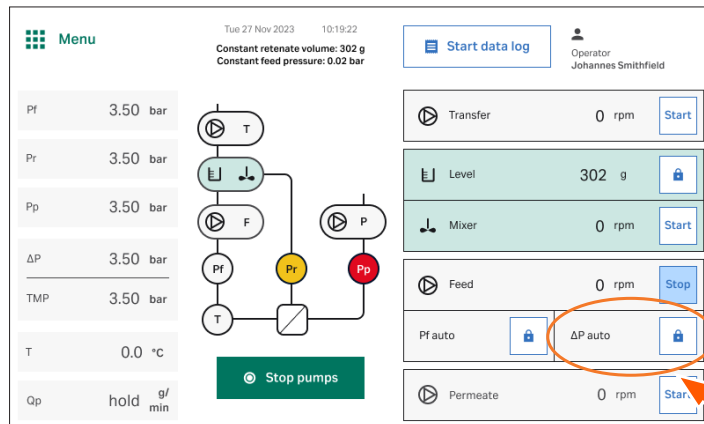 Menu
Tue 27 Nov 2023 10:19:22
Constant retenate volume: 302 g
Constant feed pressure: 0.02 bar
Start data log
Operator
Johannes Smithfield
Pf 3.50 bar
Pr 3.50 bar
Pp 3.50 bar
ΔP 3.50 bar
TMP 3.50 bar
T 0.0 °C
Qp hold g/
min
T
F
P
Pf
Pr
Pp
T
Stop pumps
Transfer 0 rpm Start
Level 302 g
Mixer 0 rpm Start
Feed 0 rpm Stop
Pf auto
ΔP auto
Permeate 0 rpm Start